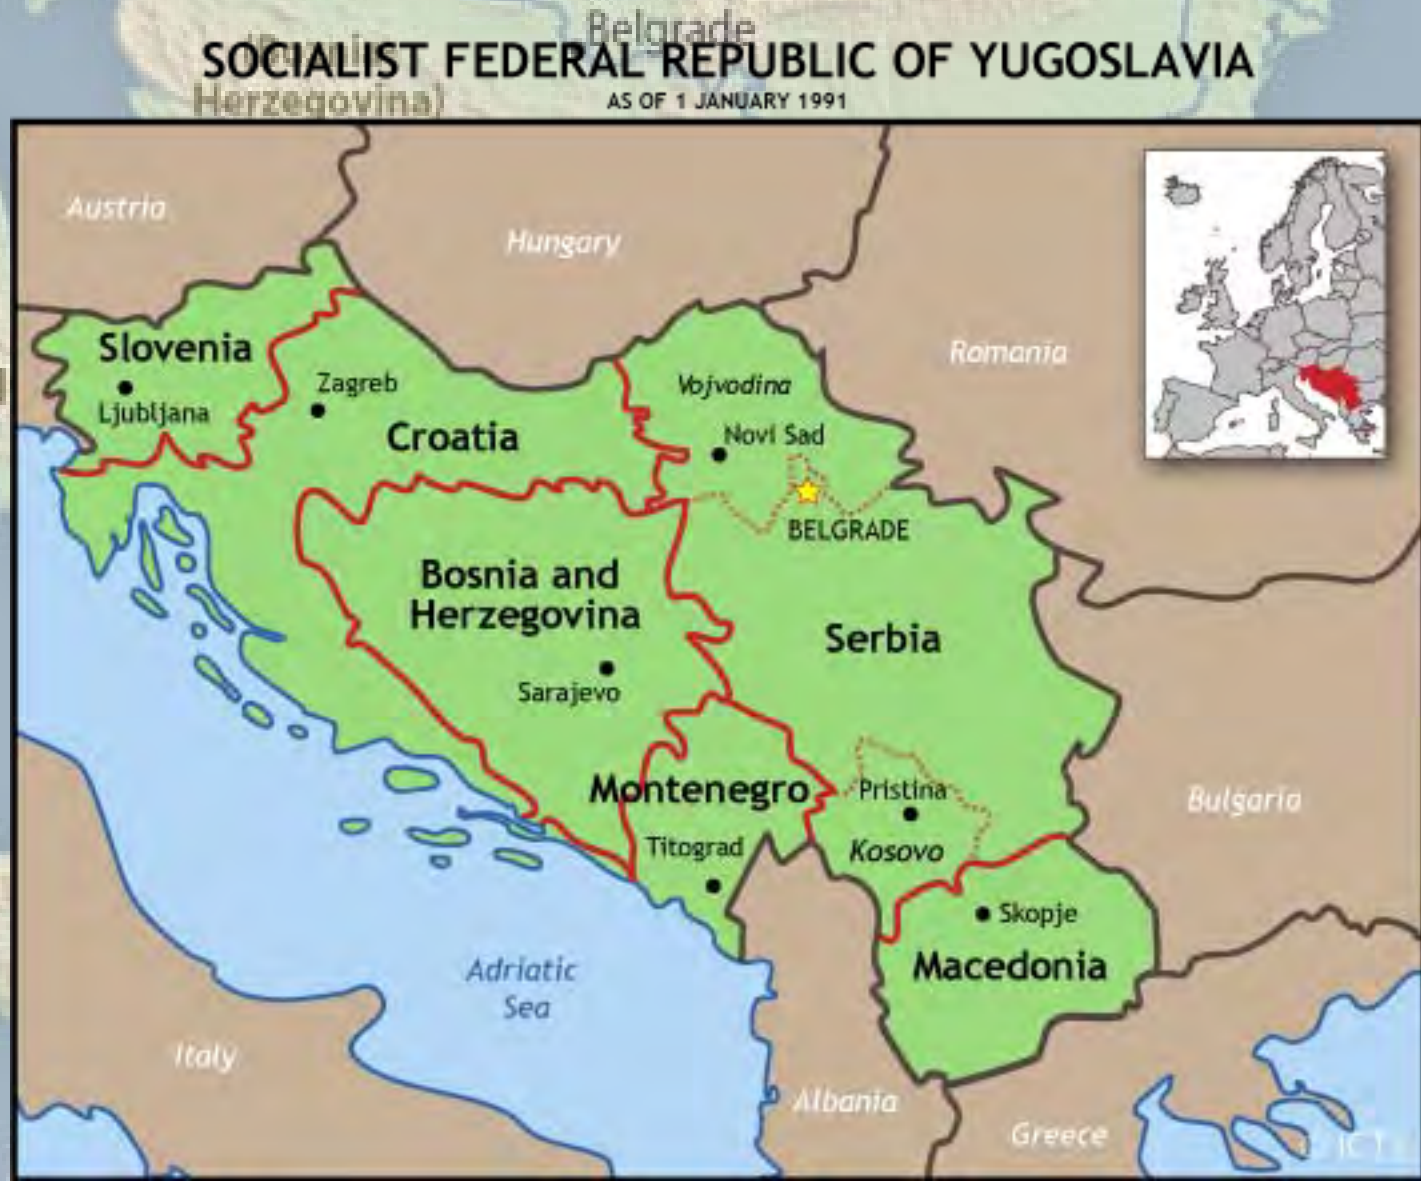 Belgrade
SOCIALIST FEDERAL REPUBLIC OF YUGOSLAVIA
Herzegovina)
AS OF 1 JANUARY 1991
Austria
Hungary
Romania
Slovenia
Ljubljana
Zagreb
Croatia
Vojvodina
Novi Sad
BELGRADE
Bosnia and
Herzegovina
Sarajevo
Serbia
Montenegro
Titograd
Pristina
Kosovo
Bulgaria
Skopje
Macedonia
Adriatic
Sea
Italy
Albania
Greece